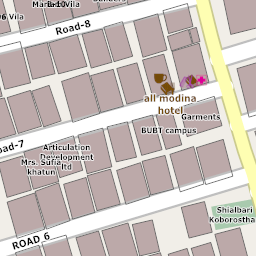 Vila
Road-8
all modina
hotel
Garments
BUBT campus
Road-7
Articulation
Development
ltd
Mrs. Sufia
khatun
Shialbari
Koborostha
ROAD 6